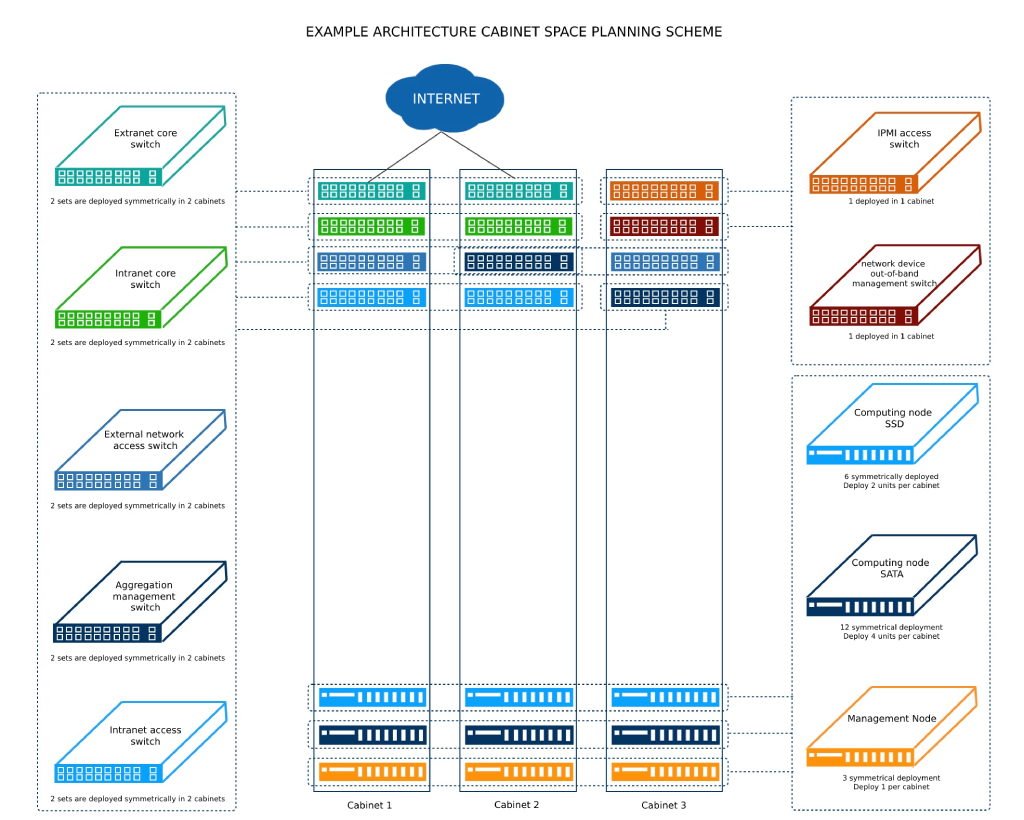 EXAMPLE ARCHITECTURE CABINET SPACE PLANNING SCHEME
INTERNET
Extranet core
switch
2 sets are deployed symmetrically in 2 cabinets
Intranet core
switch
2 sets are deployed symmetrically in 2 cabinets
External network
access switch
2 sets are deployed symmetrically in 2 cabinets
Aggregation
management
switch
2 sets are deployed symmetrically in 2 cabinets
Intranet access
switch
2 sets are deployed symmetrically in 2 cabinets
Cabinet 1
Cabinet 2
Cabinet 3
IPMI access
switch
1 deployed in 1 cabinet
network device
out-of-band
management switch
1 deployed in 1 cabinet
Computing node
SSD
6 symmetrically deployed
Deploy 2 units per cabinet
Computing node
SATA
12 symmetrical deployment
Deploy 4 units per cabinet
Management Node
3 symmetrical deployment
Deploy 1 per cabinet